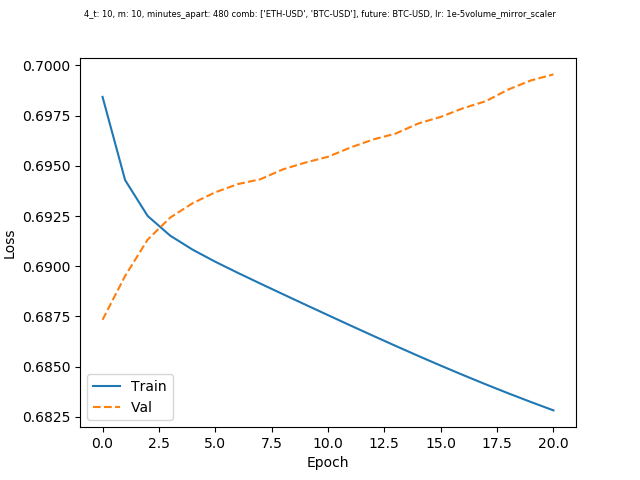 4_t: 10, m: 10, minutes_apart: 480 comb: ['ETH-USD', 'BTC-USD'], future: BTC-USD, lr: 1e-5volume_mirror_scaler
0.7000
0.6975
0.6950
0.6925
0.6900
0.6875
0.6850
0.6825
Loss
Train
Val
0.0 2.5 5.0 7.5 10.0 12.5 15.0 17.5 20.0
Epoch